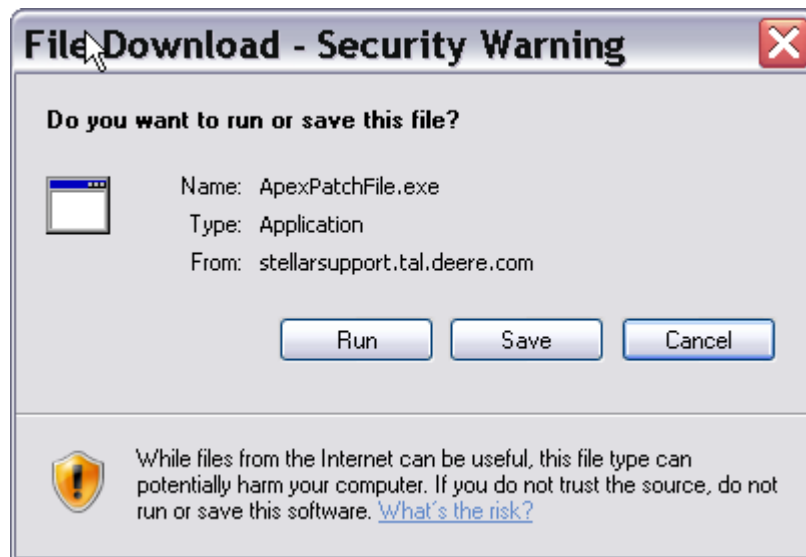 File Download - Security Warning
Do you want to run or save this file?
Name: ApexPatchFile.exe
Type: Application
From: stellarsupport.tal.deere.com
Run Save Cancel
While files from the Internet can be useful, this file type can
potentially harm your computer. If you do not trust the source, do not
run or save this software. What's the risk?